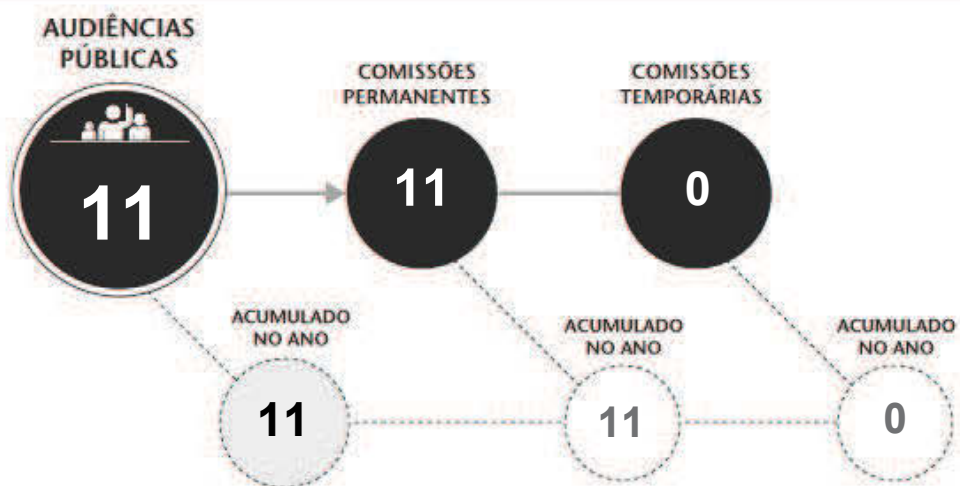 AUDIÊNCIAS
PÚBLICAS
11
COMISSÕES
PERMANENTES
11
COMISSÕES
TEMPORÁRIAS
0
ACUMULADO
NO ANO
11
ACUMULADO
NO ANO
11
ACUMULADO
NO ANO
0